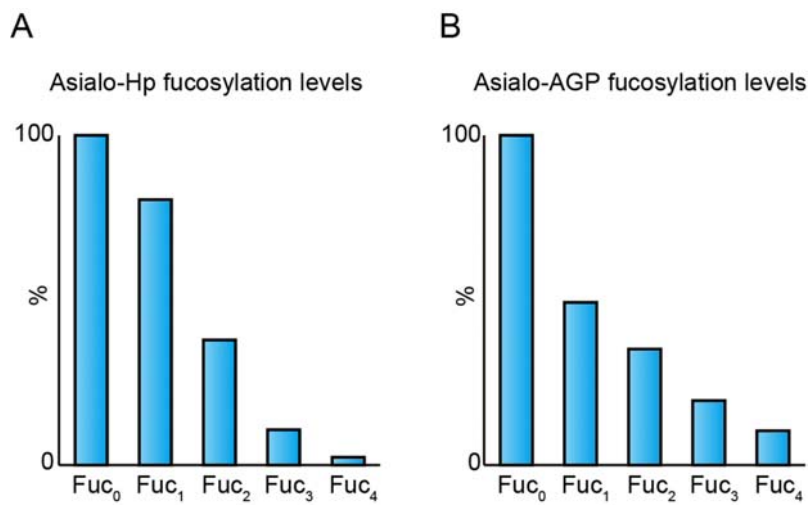 A
Asialo-Hp fucosylation levels
100
%
0
Fuc₀ Fuc₁ Fuc₂ Fuc₃ Fuc₄
B
Asialo-AGP fucosylation levels
100
%
0
Fuc₀ Fuc₁ Fuc₂ Fuc₃ Fuc₄